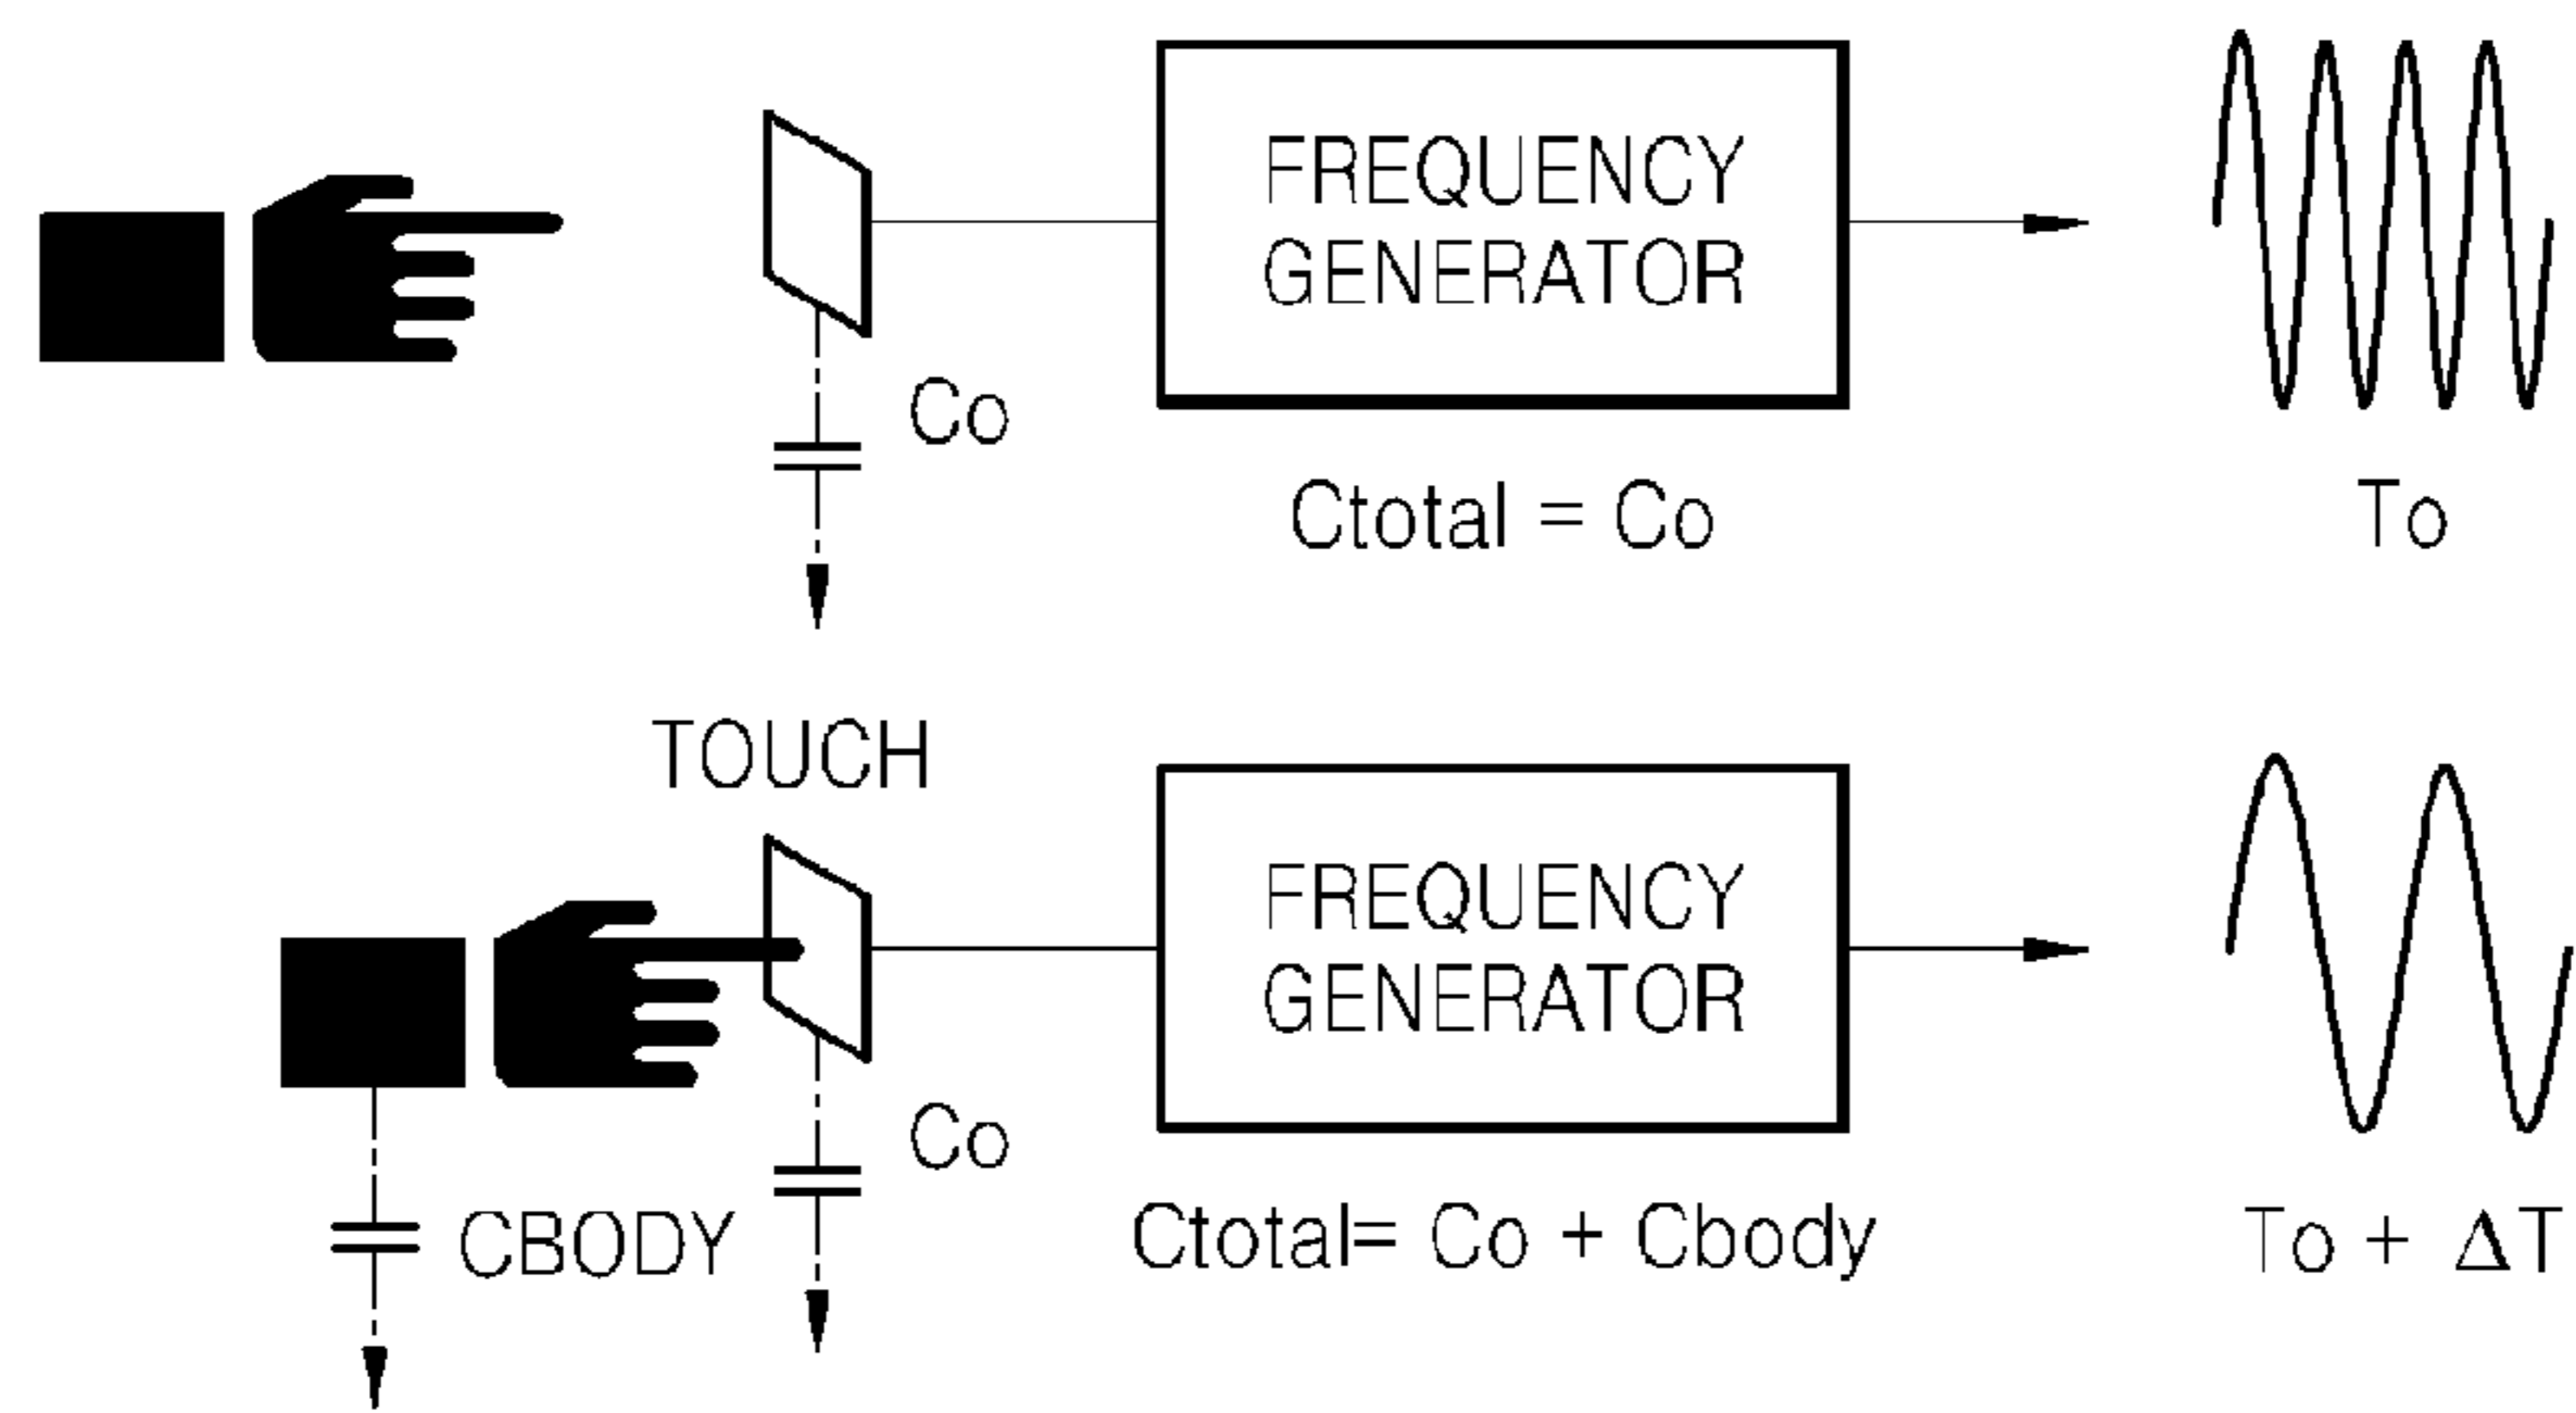 FREQUENCY
GENERATOR
Co
Ctotal = Co
To
TOUCH
FREQUENCY
GENERATOR
Co
CBODY
Ctotal= Co + Cbody
To + ΔT